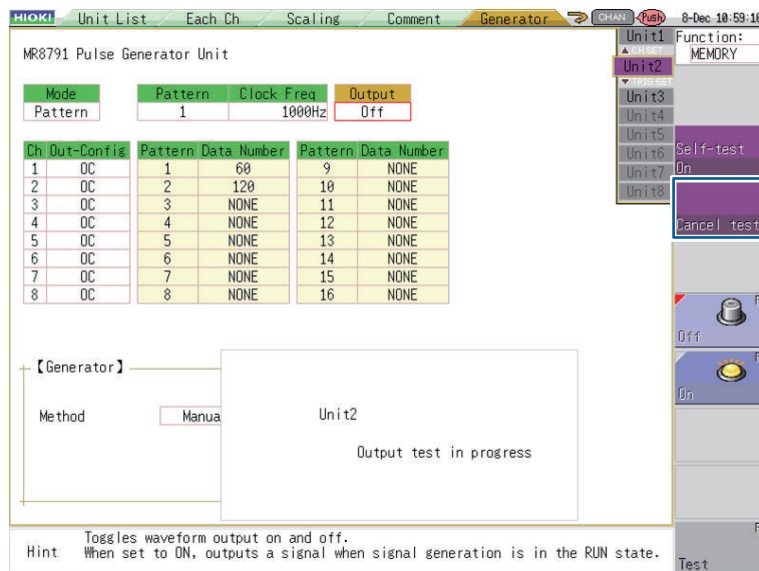 HIOKI Unit List Each Ch Scaling Comment Generator CHAN Push 8-Dec 10:59:18
MR8791 Pulse Generator Unit
Mode Pattern Clock Freq Output
Pattern 1 1000Hz Off
Ch Out-Config Pattern Data Number Pattern Data Number
1 OC 1 60 9 NONE
2 OC 2 120 10 NONE
3 OC 3 NONE 11 NONE
4 OC 4 NONE 12 NONE
5 OC 5 NONE 13 NONE
6 OC 6 NONE 14 NONE
7 OC 7 NONE 15 NONE
8 OC 8 NONE 16 NONE
【Generator】
Method Manua
Unit2
Output test in progress
Hint Toggles waveform output on and off.
When set to ON, outputs a signal when signal generation is in the RUN state.
Unit1
▲CH.SET
Unit2
▼TRIG.SET
Unit3
Unit4
Unit5
Unit6
Unit7
Unit8
Function:
MEMORY
Self-test
On
Cancel test
F
Off
F
On
F
Test